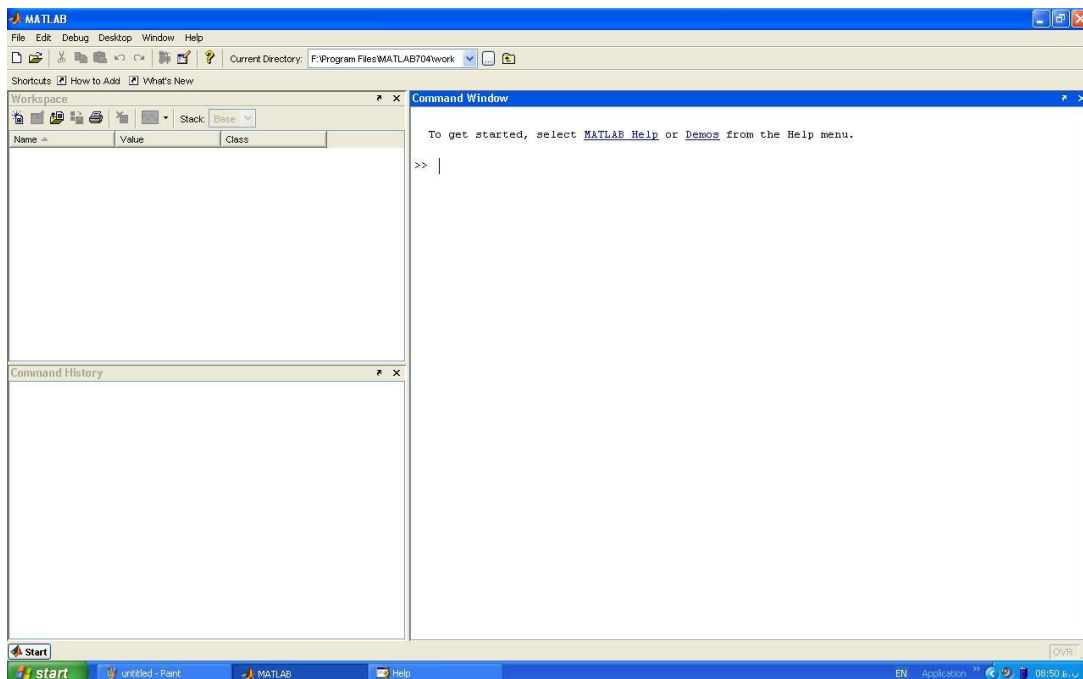 MATLAB
File Edit Debug Desktop Window Help
Current Directory: F:\Program Files\MATLAB704\work
Shortcuts How to Add What's New
Workspace
Stack: Base
Name Value Class
Command History
Command Window
To get started, select MATLAB Help or Demos from the Help menu.
>>
Start
OVR
start untitled - Paint MATLAB Help EN Application 08:50